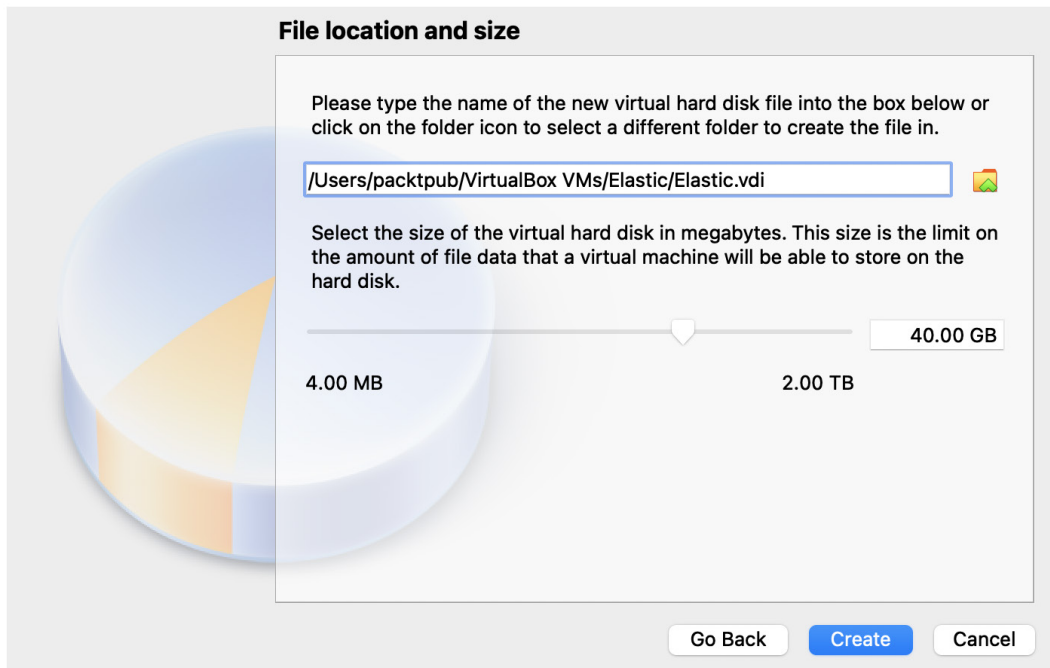 File location and size
Please type the name of the new virtual hard disk file into the box below or
click on the folder icon to select a different folder to create the file in.
/Users/packtpub/VirtualBox VMs/Elastic/Elastic.vdi
Select the size of the virtual hard disk in megabytes. This size is the limit on
the amount of file data that a virtual machine will be able to store on the
hard disk.
40.00 GB
4.00 MB 2.00 TB
Go Back Create Cancel